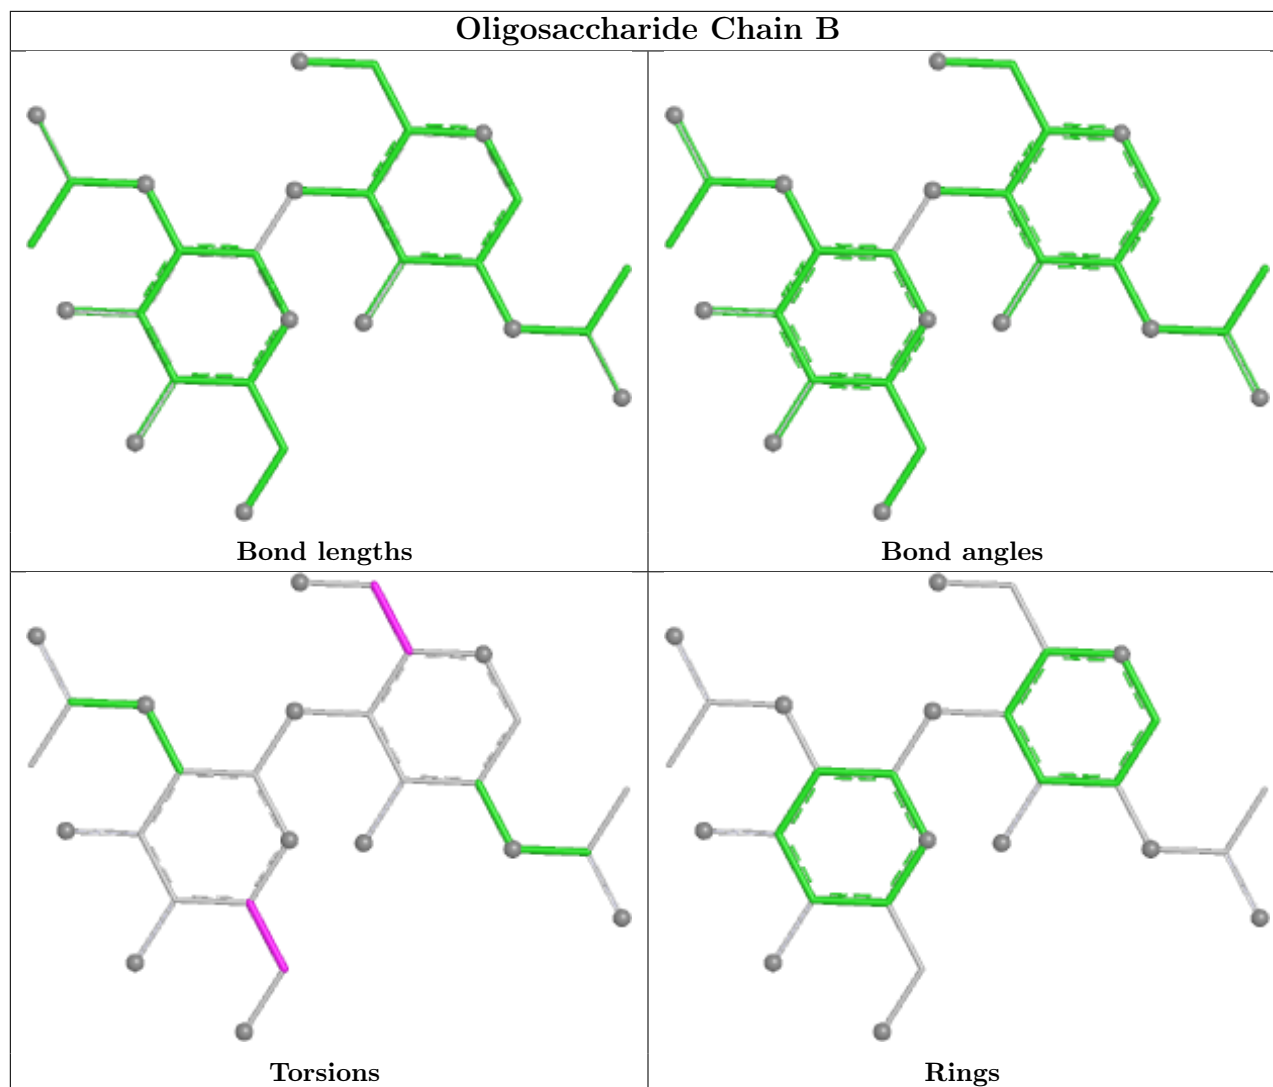 Oligosaccharide Chain B
Bond lengths
Bond angles
Torsions
Rings